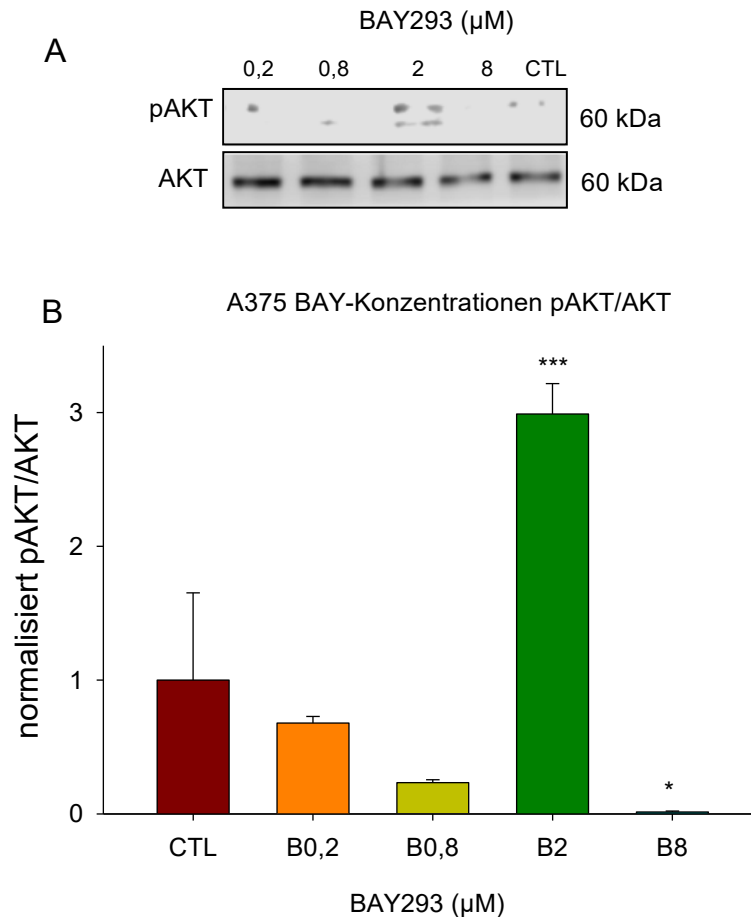 BAY293 (µM)
A
0,2 0,8 2 8 CTL
pAKT 60 kDa
AKT 60 kDa
B A375 BAY-Konzentrationen pAKT/AKT
***
3
2
1
*
0
normalisiert pAKT/AKT
CTL B0,2 B0,8 B2 B8
BAY293 (µM)